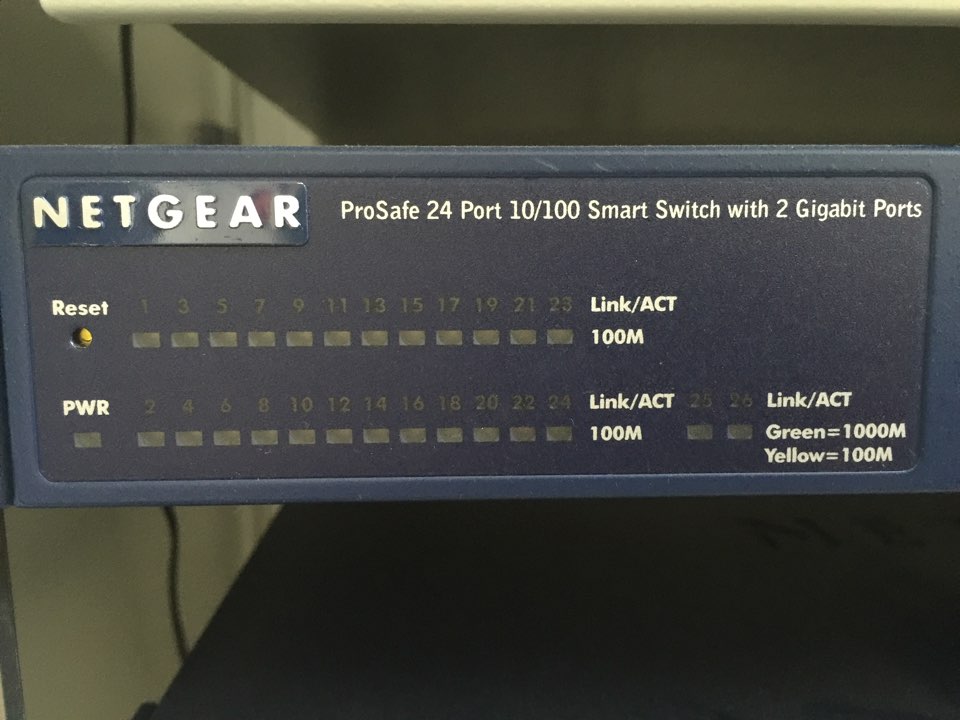 NETGEAR ProSafe 24 Port 10/100 Smart Switch with 2 Gigabit Ports
Reset 1 3 5 7 9 11 13 15 17 19 21 23 Link/ACT
100M
PWR 2 4 6 8 10 12 14 16 18 20 22 24 Link/ACT 25 26 Link/ACT
100M Green=1000M
Yellow=100M